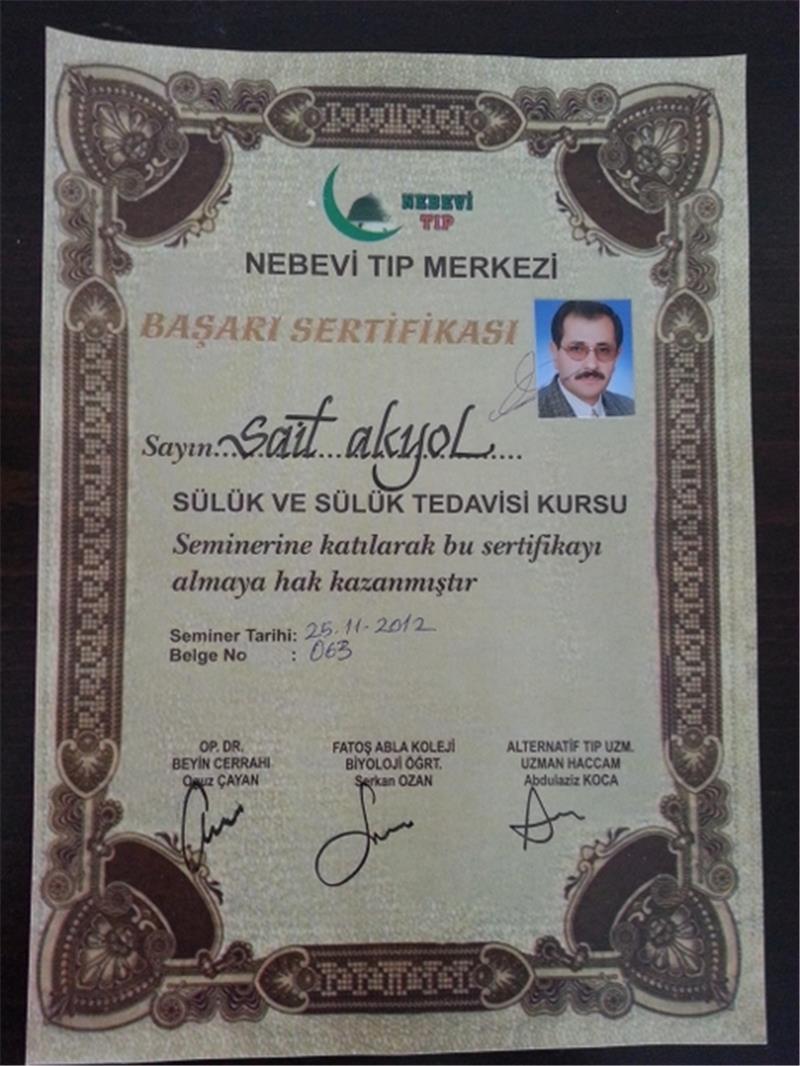 NEBEVİ
TIP
NEBEVİ TIP MERKEZİ
BAŞARI SERTİFİKASI
Sayın...Sait...akyol....
SÜLÜK VE SÜLÜK TEDAVİSİ KURSU
Seminerine katılarak bu sertifikayı
almaya hak kazanmıştır
Seminer Tarihi: 25.11-2012
Belge No : 063
OP. DR.
BEYİN CERRAHI
Oguz ÇAYAN
FATOŞ ABLA KOLEJİ
BİYOLOJİ ÖĞRT.
Serkan OZAN
ALTERNATİF TIP UZM.
UZMAN HACCAM
Abdulaziz KOCA